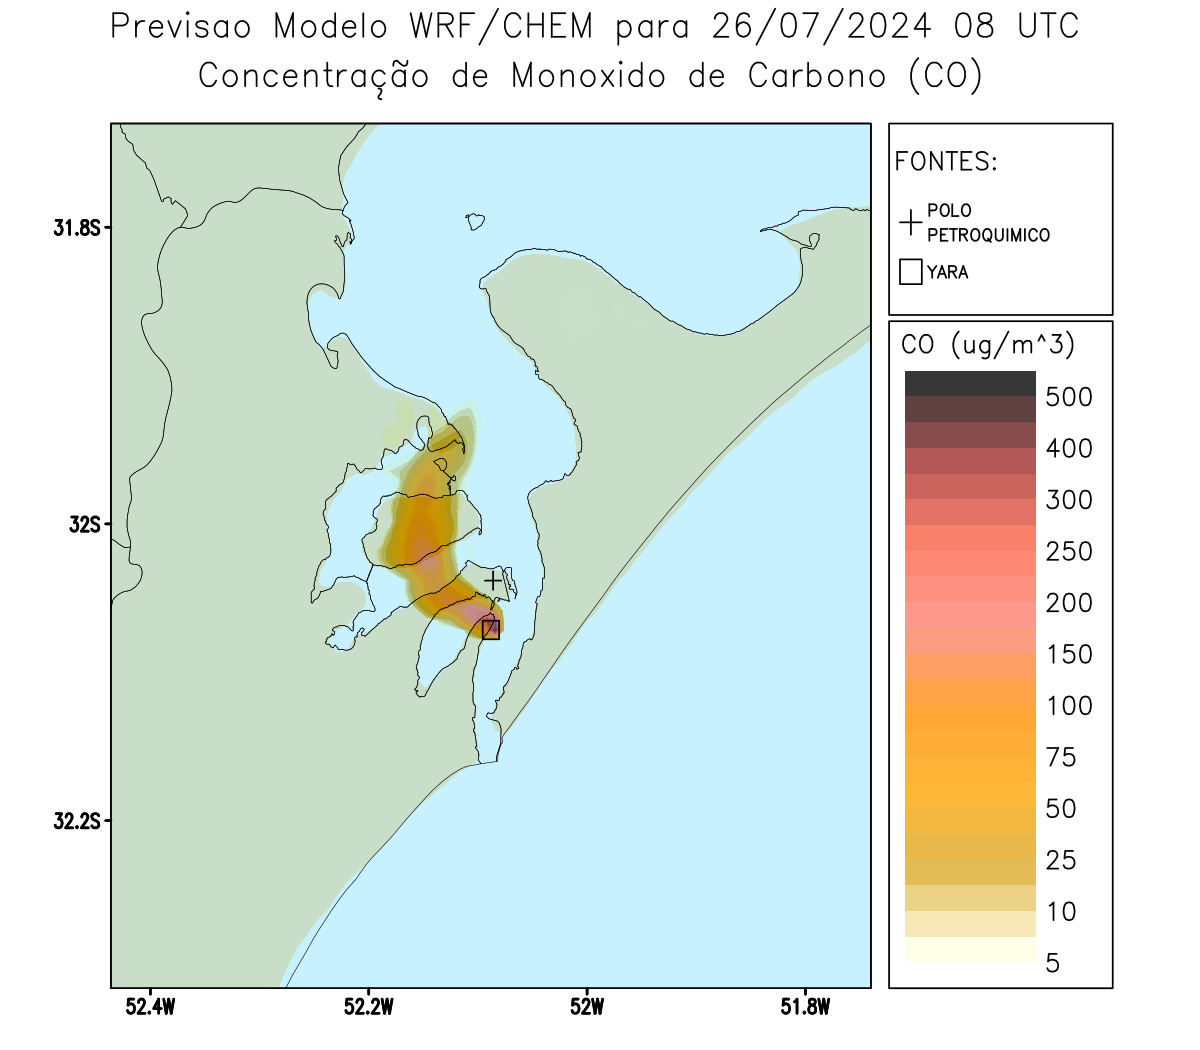 Previsao Modelo WRF/CHEM para 26/07/2024 08 UTC
Concentração de Monoxido de Carbono (CO)
FONTES:
POLO
PETROQUIMICO
YARA
31.8S
32S
32.2S
52.4W
52.2W
52W
51.8W
CO (ug/m^3)
500
400
300
250
200
150
100
75
50
25
10
5